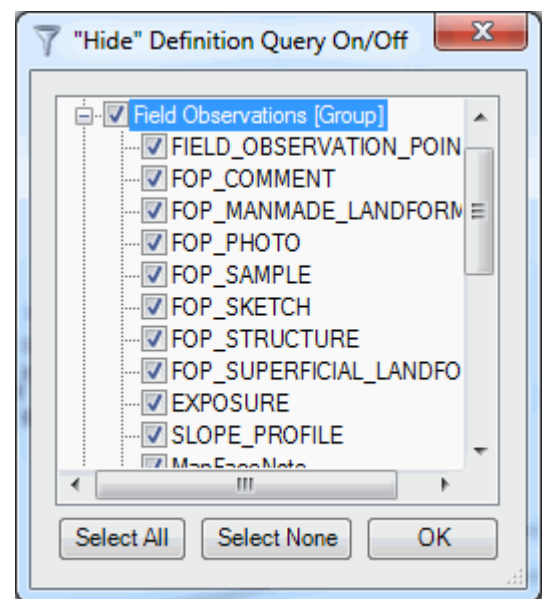 "Hide" Definition Query On/Off
Field Observations [Group]
FIELD_OBSERVATION_POIN
FOP_COMMENT
FOP_MANMADE_LANDFORM
FOP_PHOTO
FOP_SAMPLE
FOP_SKETCH
FOP_STRUCTURE
FOP_SUPERFICIAL_LANDFO
EXPOSURE
SLOPE_PROFILE
MapFaceNote
Select All Select None OK